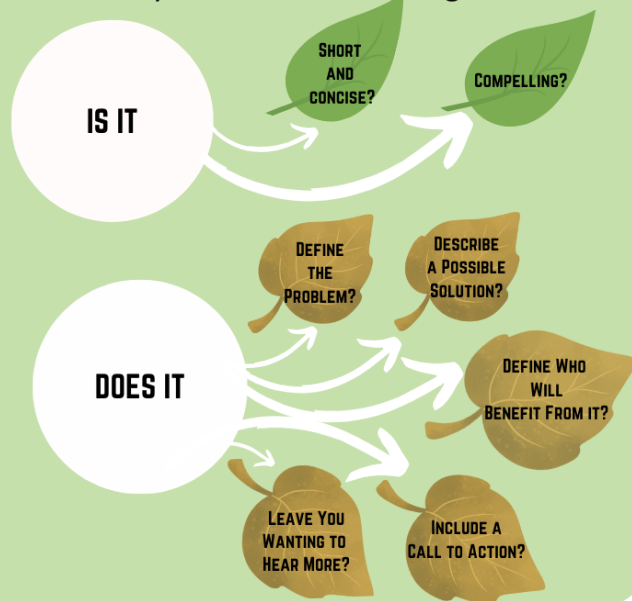 IS IT
SHORT
AND
CONCISE?
COMPELLING?
DOES IT
DEFINE
THE
PROBLEM?
DESCRIBE
A POSSIBLE
SOLUTION?
DEFINE WHO
WILL
BENEFIT FROM IT?
LEAVE YOU
WANTING TO
HEAR MORE?
INCLUDE A
CALL TO ACTION?